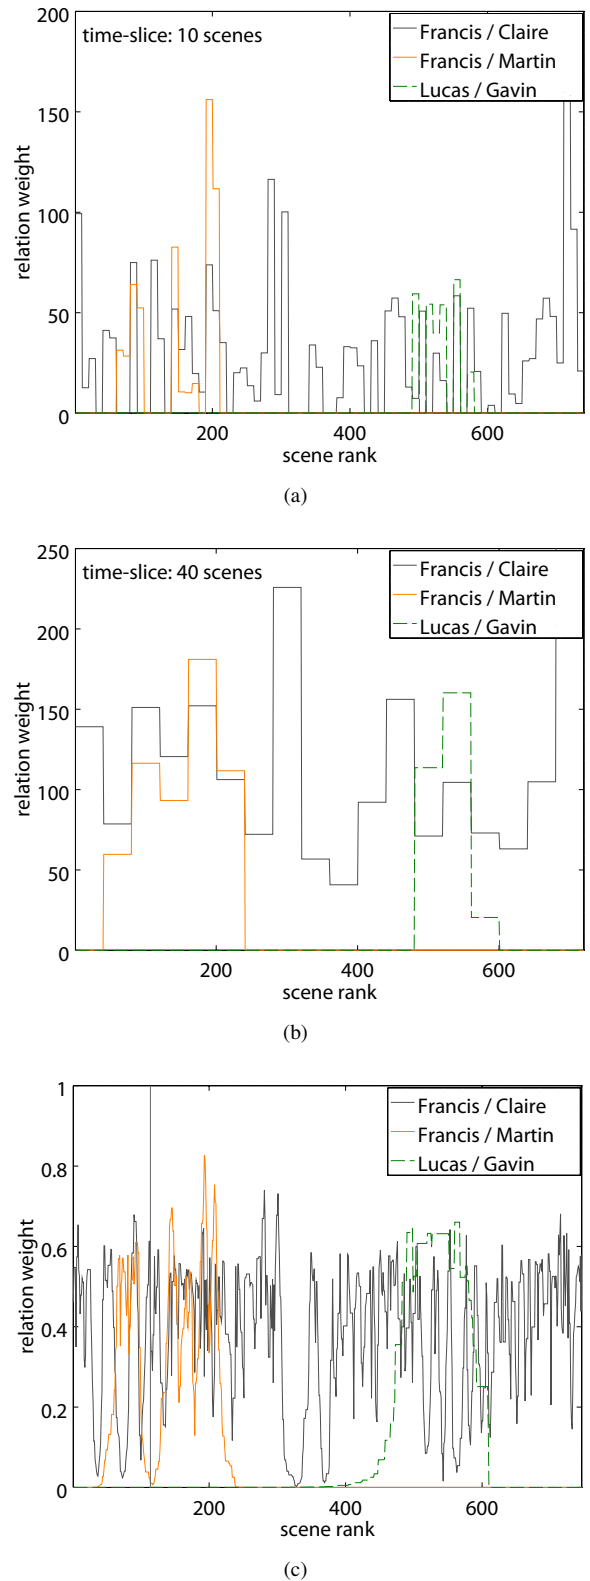 time-slice: 10 scenes
Francis / Claire
Francis / Martin
Lucas / Gavin
relation weight
200
150
100
50
0
200
400
600
scene rank
(a)
time-slice: 40 scenes
Francis / Claire
Francis / Martin
Lucas / Gavin
relation weight
250
200
150
100
50
0
200
400
600
scene rank
(b)
Francis / Claire
Francis / Martin
Lucas / Gavin
relation weight
1
0.8
0.6
0.4
0.2
0
200
400
600
scene rank
(c)